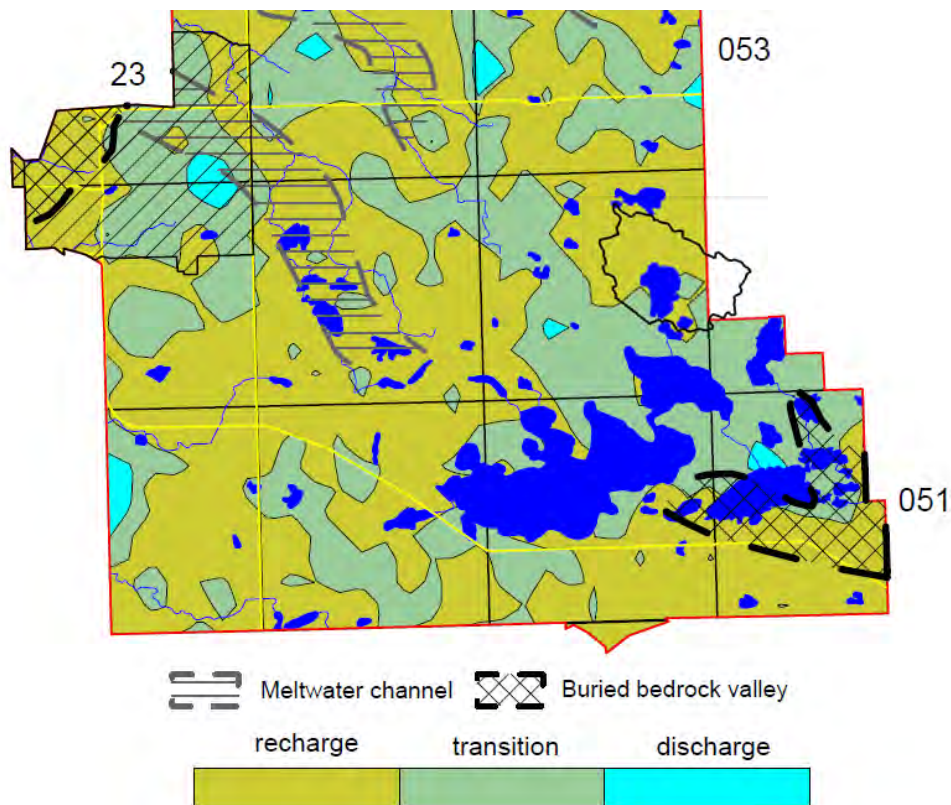 053
23
051
Meltwater channel
Buried bedrock valley
recharge
transition
discharge